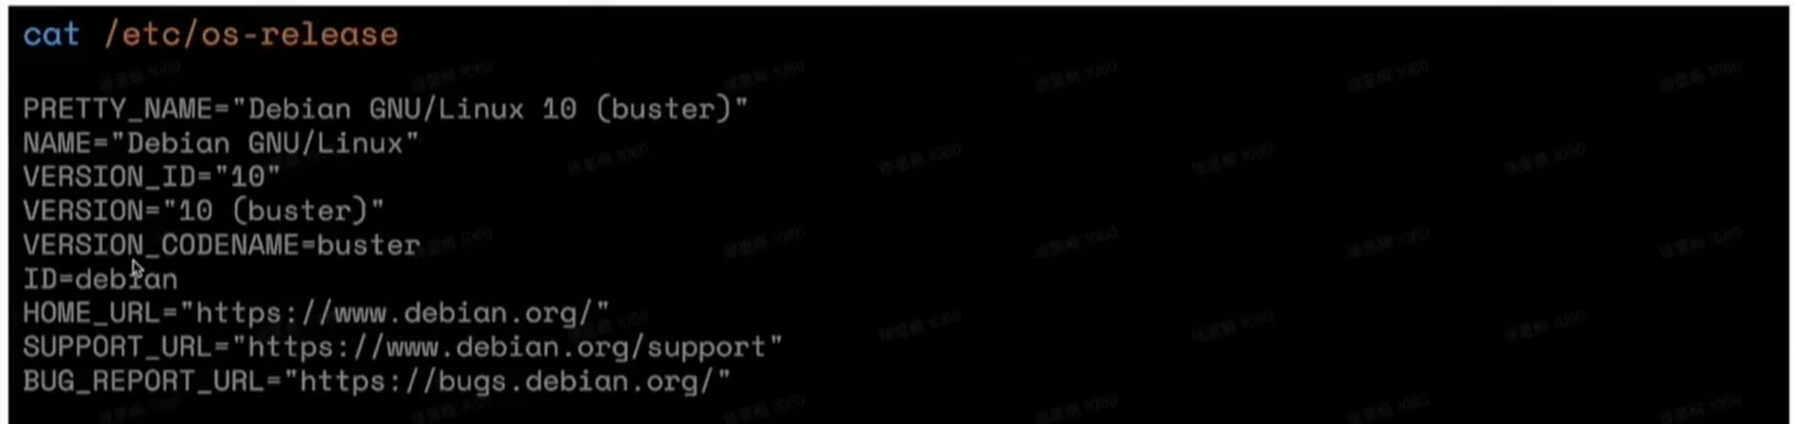 cat /etc/os-release
PRETTY_NAME="Debian GNU/Linux 10 (buster)"
NAME="Debian GNU/Linux"
VERSION_ID="10"
VERSION="10 (buster)"
VERSION_CODENAME=buster
ID=debian
HOME_URL="https://www.debian.org/"
SUPPORT_URL="https://www.debian.org/support"
BUG_REPORT_URL="https://bugs.debian.org/"